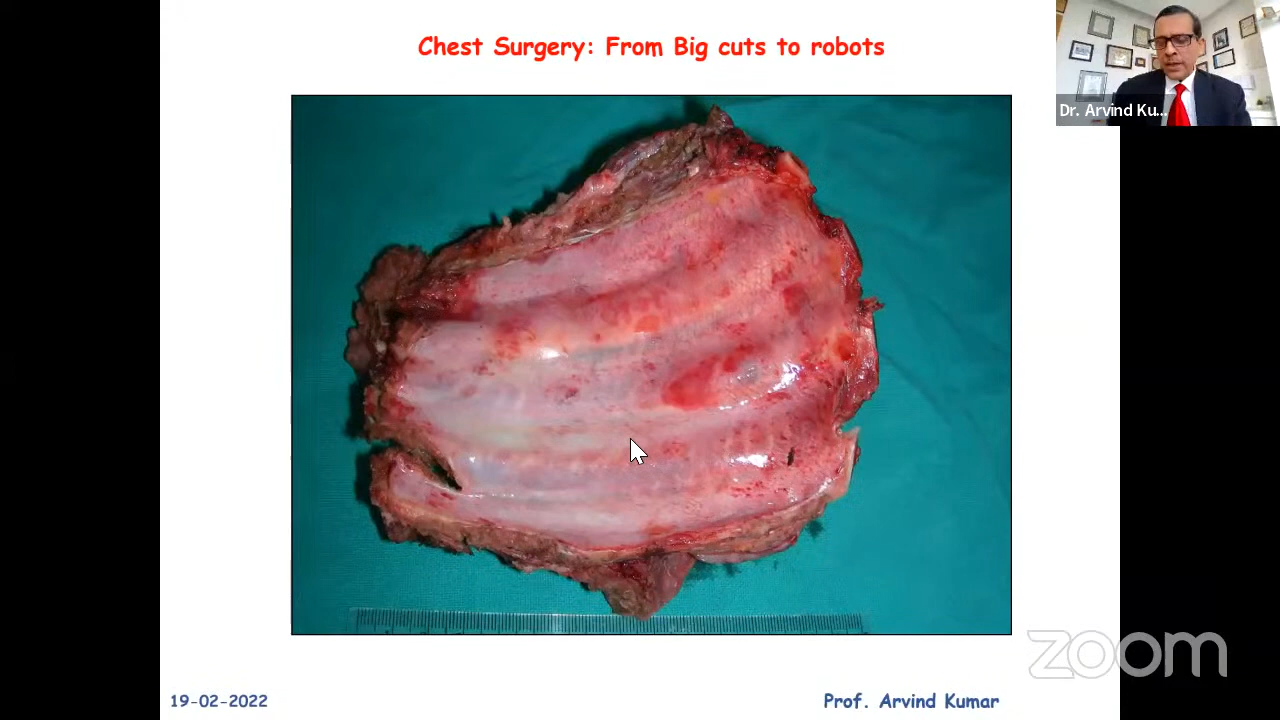 Chest Surgery: From Big cuts to robots
Dr. Arvind Ku...
zoom
19-02-2022
Prof. Arvind Kumar